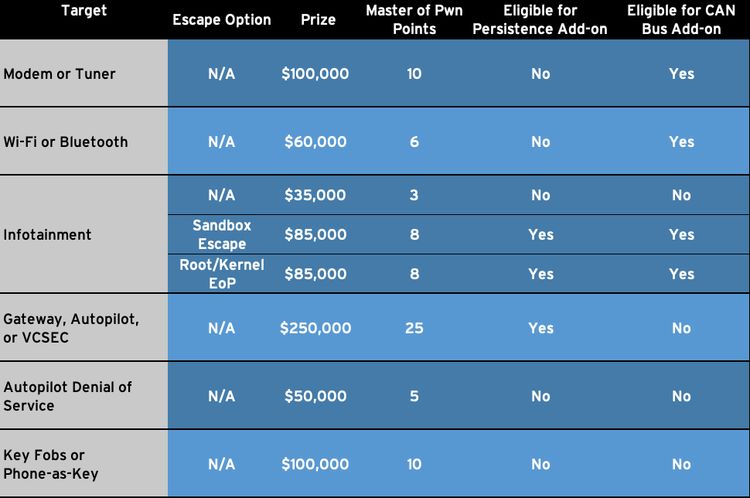 Target Escape Option Prize Master of Pwn Points Eligible for Persistence Add-on Eligible for CAN Bus Add-on
Modem or Tuner N/A $100,000 10 No Yes
Wi-Fi or Bluetooth N/A $60,000 6 No Yes
Infotainment N/A $35,000 3 No No
Sandbox Escape $85,000 8 Yes Yes
Root/Kernel EoP $85,000 8 Yes Yes
Gateway, Autopilot, or VCSEC N/A $250,000 25 Yes No
Autopilot Denial of Service N/A $50,000 5 No No
Key Fobs or Phone-as-Key N/A $100,000 10 No No